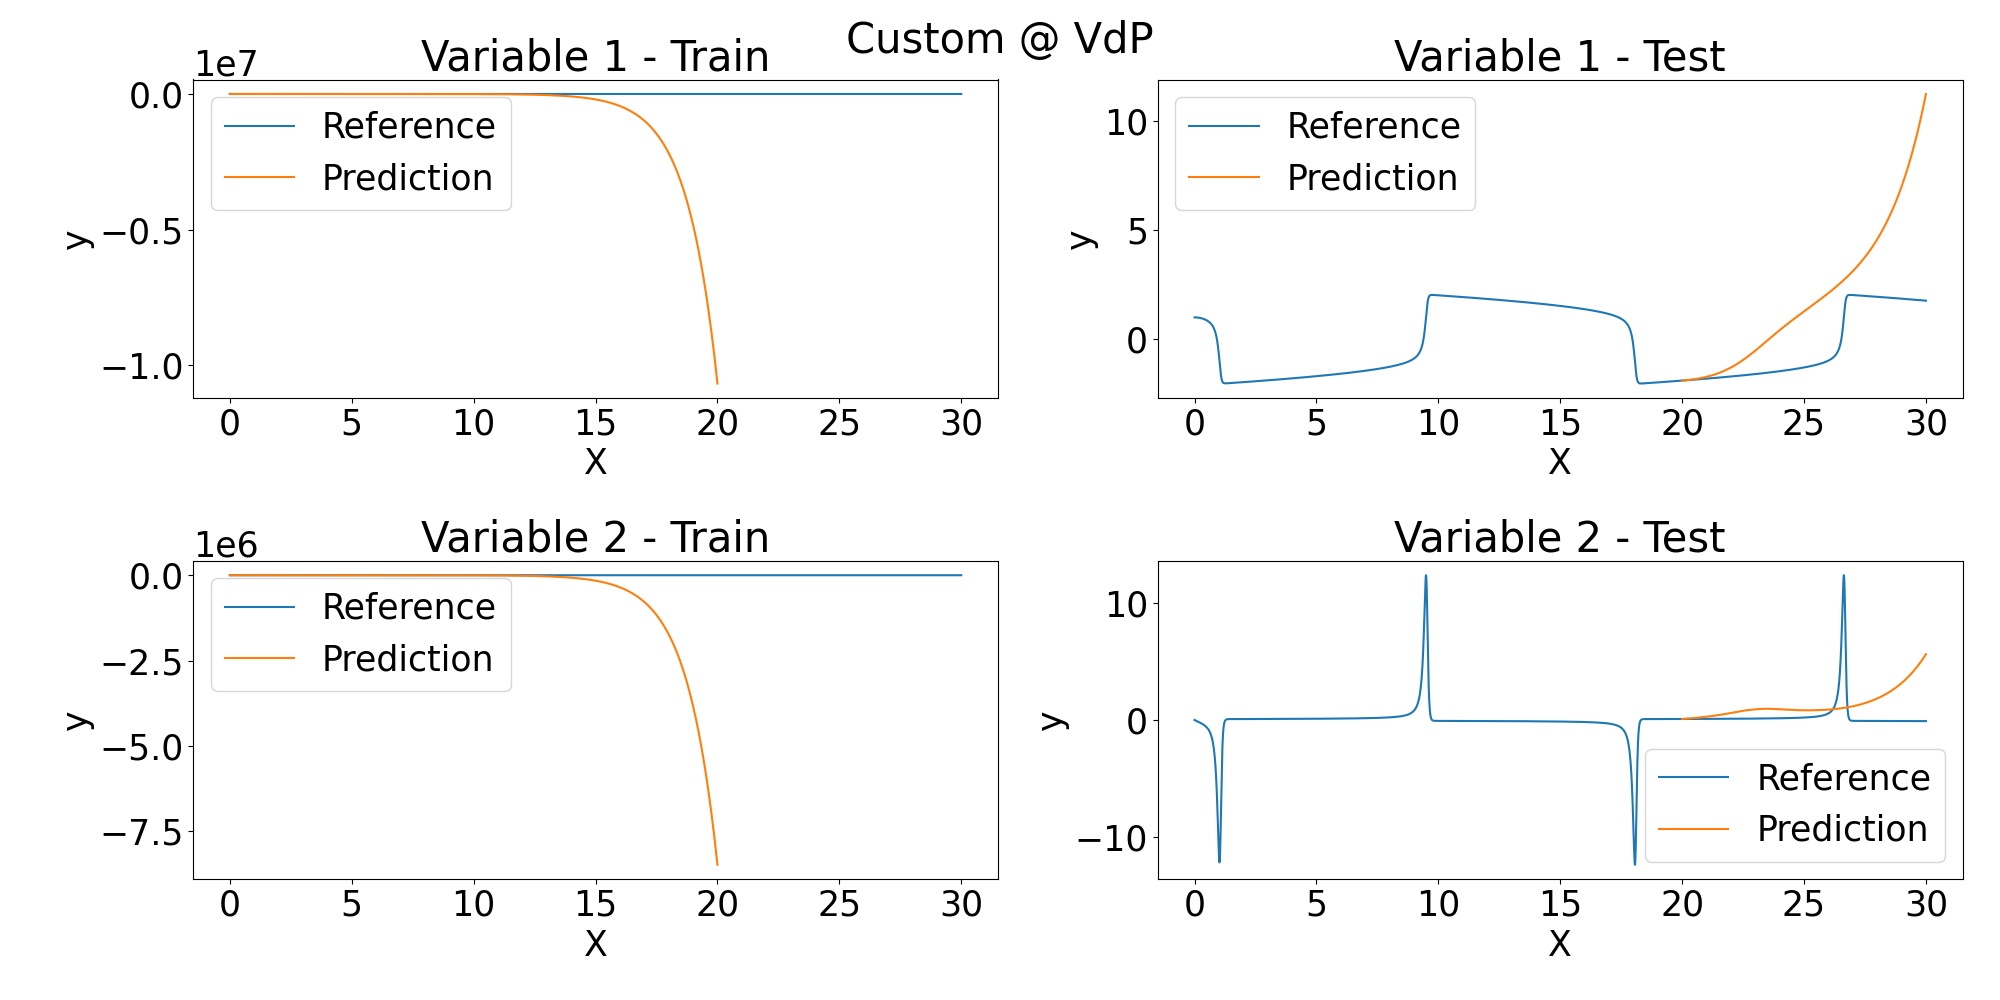 Custom @ VdP
Variable 1 - Train
1e7
0.0
−0.5
−1.0
y
Reference
Prediction
0 5 10 15 20 25 30
X
Variable 1 - Test
10
5
0
y
Reference
Prediction
0 5 10 15 20 25 30
X
Variable 2 - Train
1e6
0.0
−2.5
−5.0
−7.5
y
Reference
Prediction
0 5 10 15 20 25 30
X
Variable 2 - Test
10
0
−10
y
Reference
Prediction
0 5 10 15 20 25 30
X